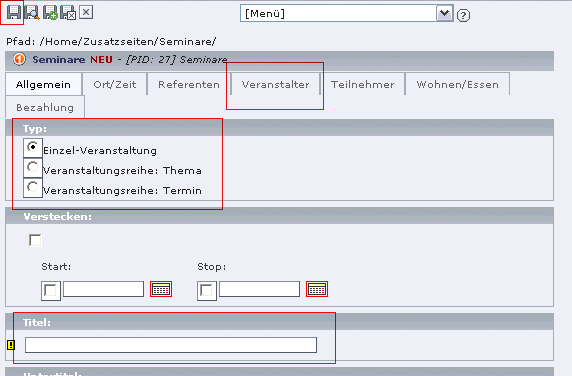 [Menü]
Pfad: /Home/Zusatzseiten/Seminare/
Seminare NEU - [PID: 27] Seminare
Allgemein Ort/Zeit Referenten Veranstalter Teilnehmer Wohnen/Essen
Bezahlung
Typ:
Einzel-Veranstaltung
Veranstaltungsreihe: Thema
Veranstaltungsreihe: Termin
Verstecken:
Start: Stop:
Titel:
Untertitel: